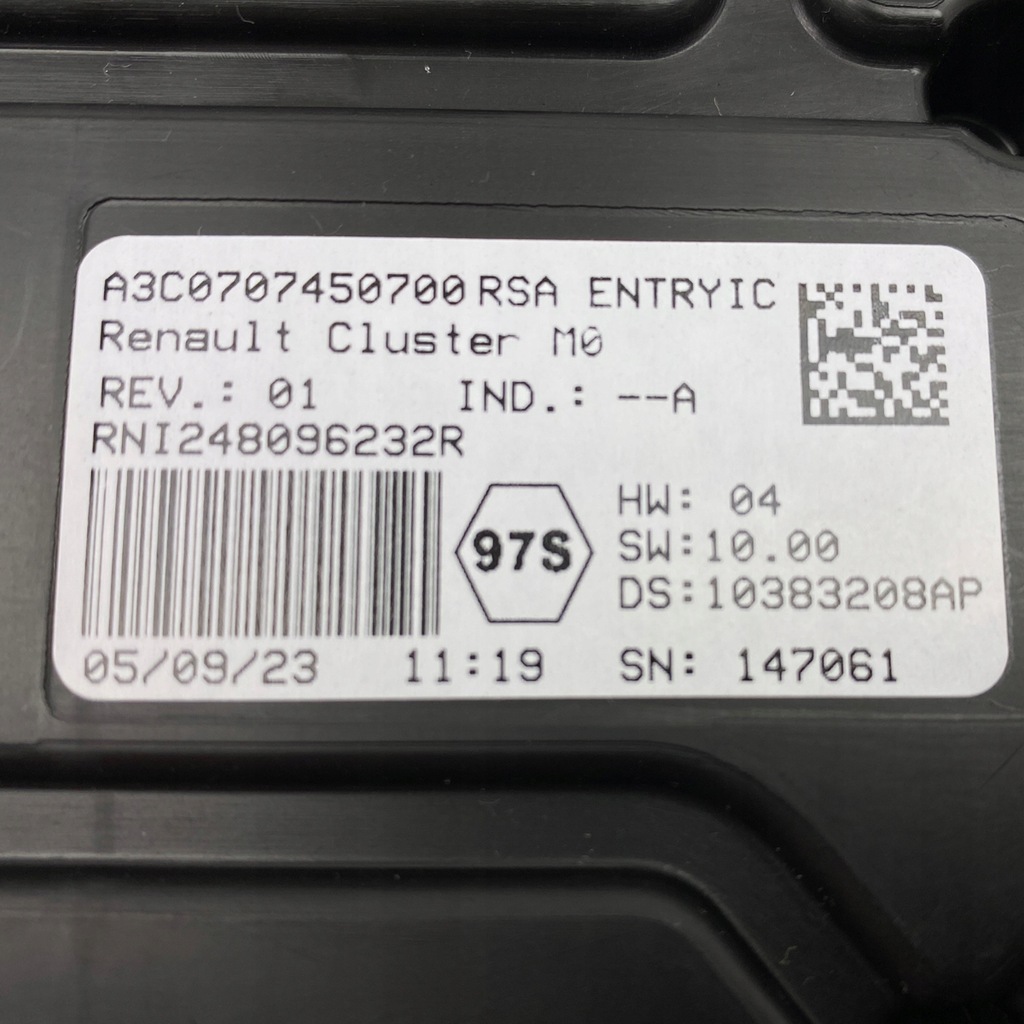 A3C0707450700 RSA ENTRYIC
Renault Cluster M0
REV.: 01 IND.: --A
RNI248096232R
97S
HW: 04
SW:10.00
DS:10383208AP
05/09/23 11:19 SN: 147061